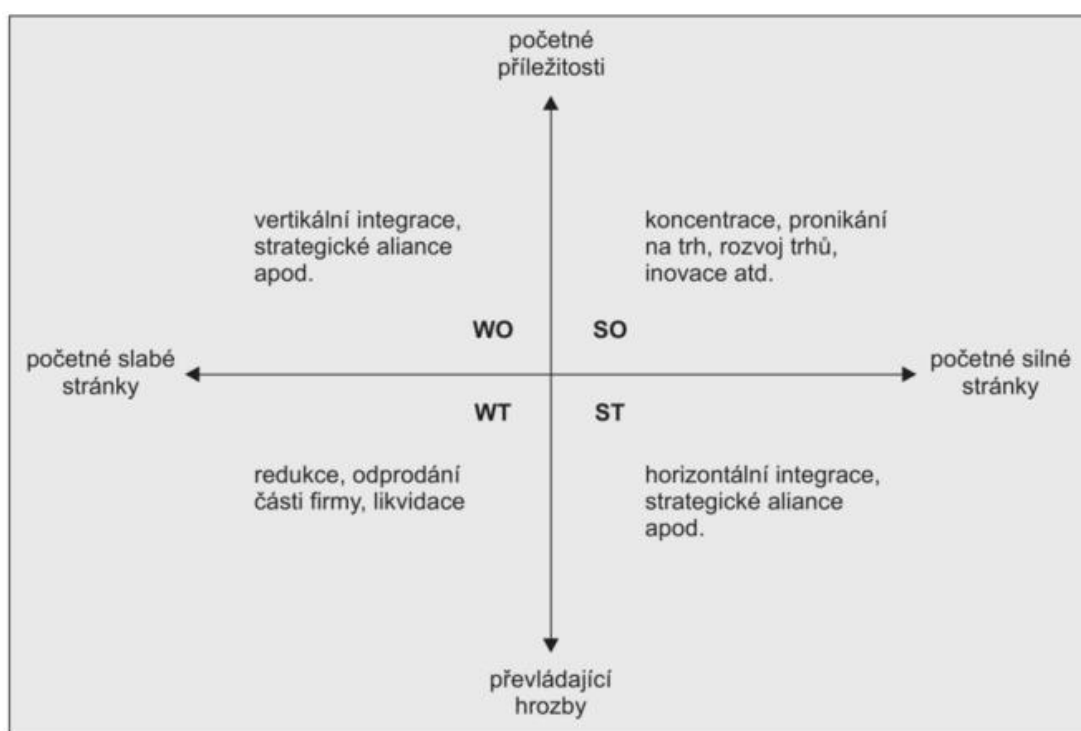 početné
příležitosti
vertikální integrace,
strategické aliance
apod.
koncentrace, pronikání
na trh, rozvoj trhů,
inovace atd.
WO
SO
početné slabé
stránky
početné silné
stránky
WT
ST
redukce, odprodání
části firmy, likvidace
horizontální integrace,
strategické aliance
apod.
převládající
hrozby